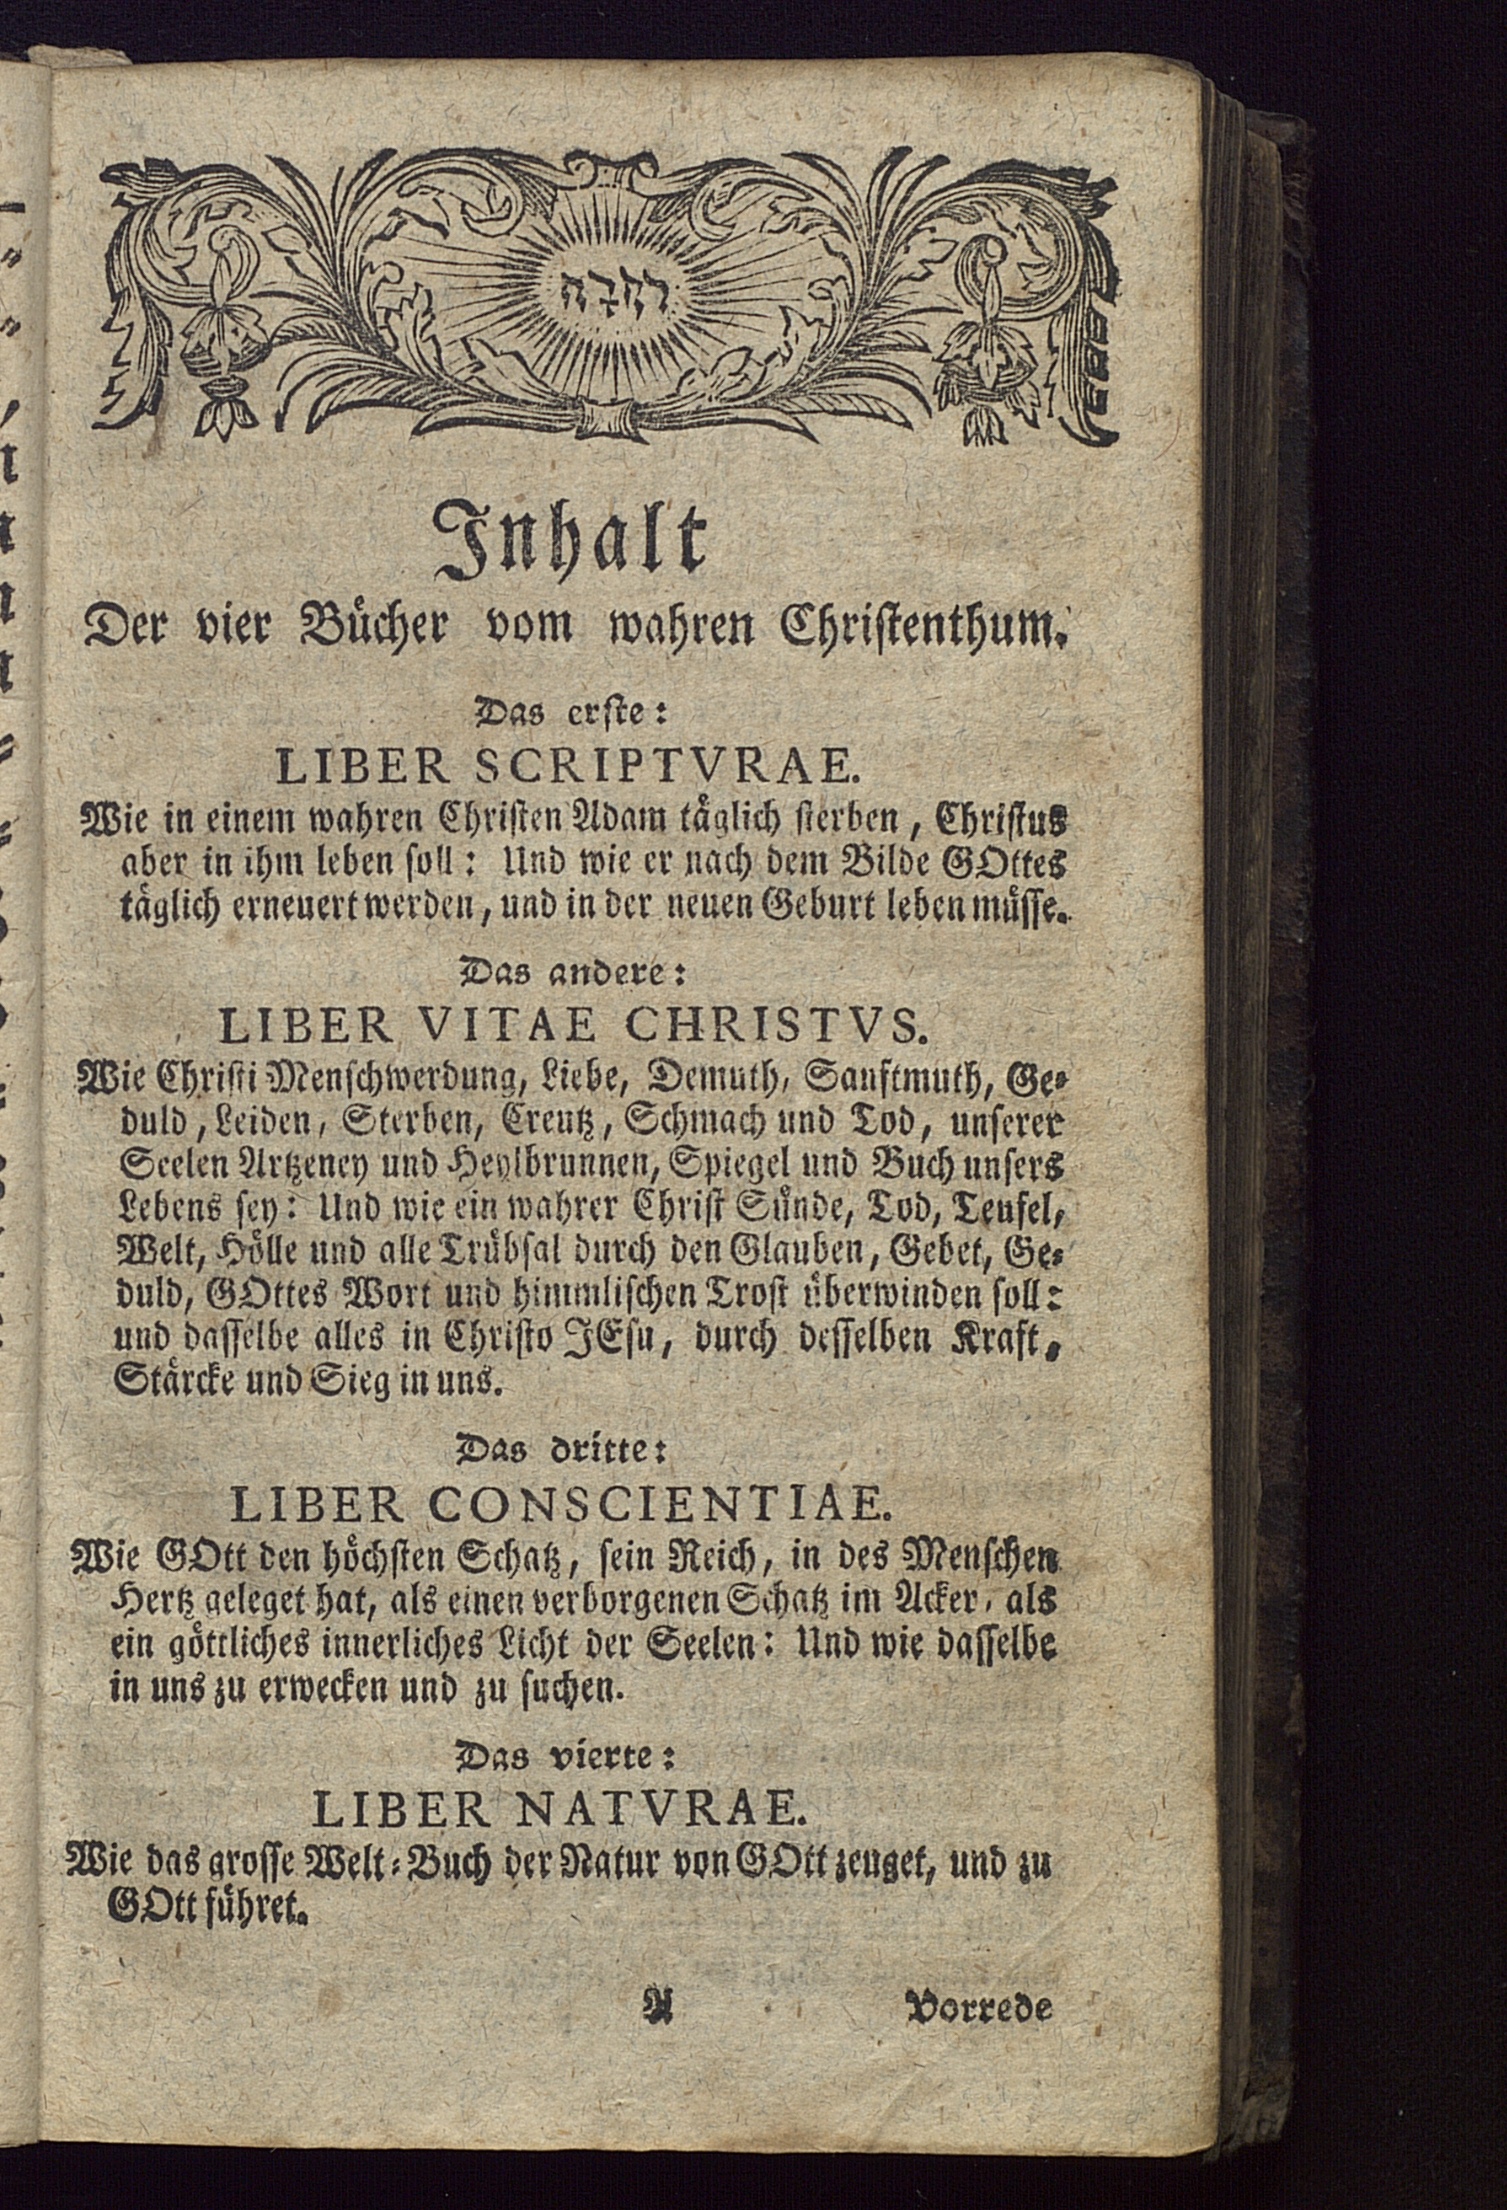 יהוה
Inhalt
Der vier Bücher vom wahren Christenthum.
Das erste:
LIBER SCRIPTVRAE.
Wie in einem wahren Christen Adam täglich sterben, Christus
aber in ihm leben soll: Und wie er nach dem Bilde GOttes
täglich erneuert werden, und in der neuen Geburt leben müsse.
Das andere:
LIBER VITAE CHRISTVS.
Wie Christi Menschwerdung, Liebe, Demuth, Sanftmuth, Ge-
duld, Leiden, Sterben, Creutz, Schmach und Tod, unserer
Seelen Artzeney und Heylbrunnen, Spiegel und Buch unsers
Lebens sey: Und wie ein wahrer Christ Sünde, Tod, Teufel,
Welt, Hölle und alle Trübsal durch den Glauben, Gebet, Ge-
duld, GOttes Wort und himmlischen Trost überwinden soll:
und dasselbe alles in Christo JEsu, durch desselben Kraft,
Stärcke und Sieg in uns.
Das dritte:
LIBER CONSCIENTIAE.
Wie GOtt den höchsten Schatz, sein Reich, in des Menschen
Hertz geleget hat, als einen verborgenen Schatz im Acker, als
ein göttliches innerliches Licht der Seelen: Und wie dasselbe
in uns zu erwecken und zu suchen.
Das vierte:
LIBER NATVRAE.
Wie das grosse Welt-Buch der Natur von GOtt zeuget, und zu
GOtt führet.
A Vorrede